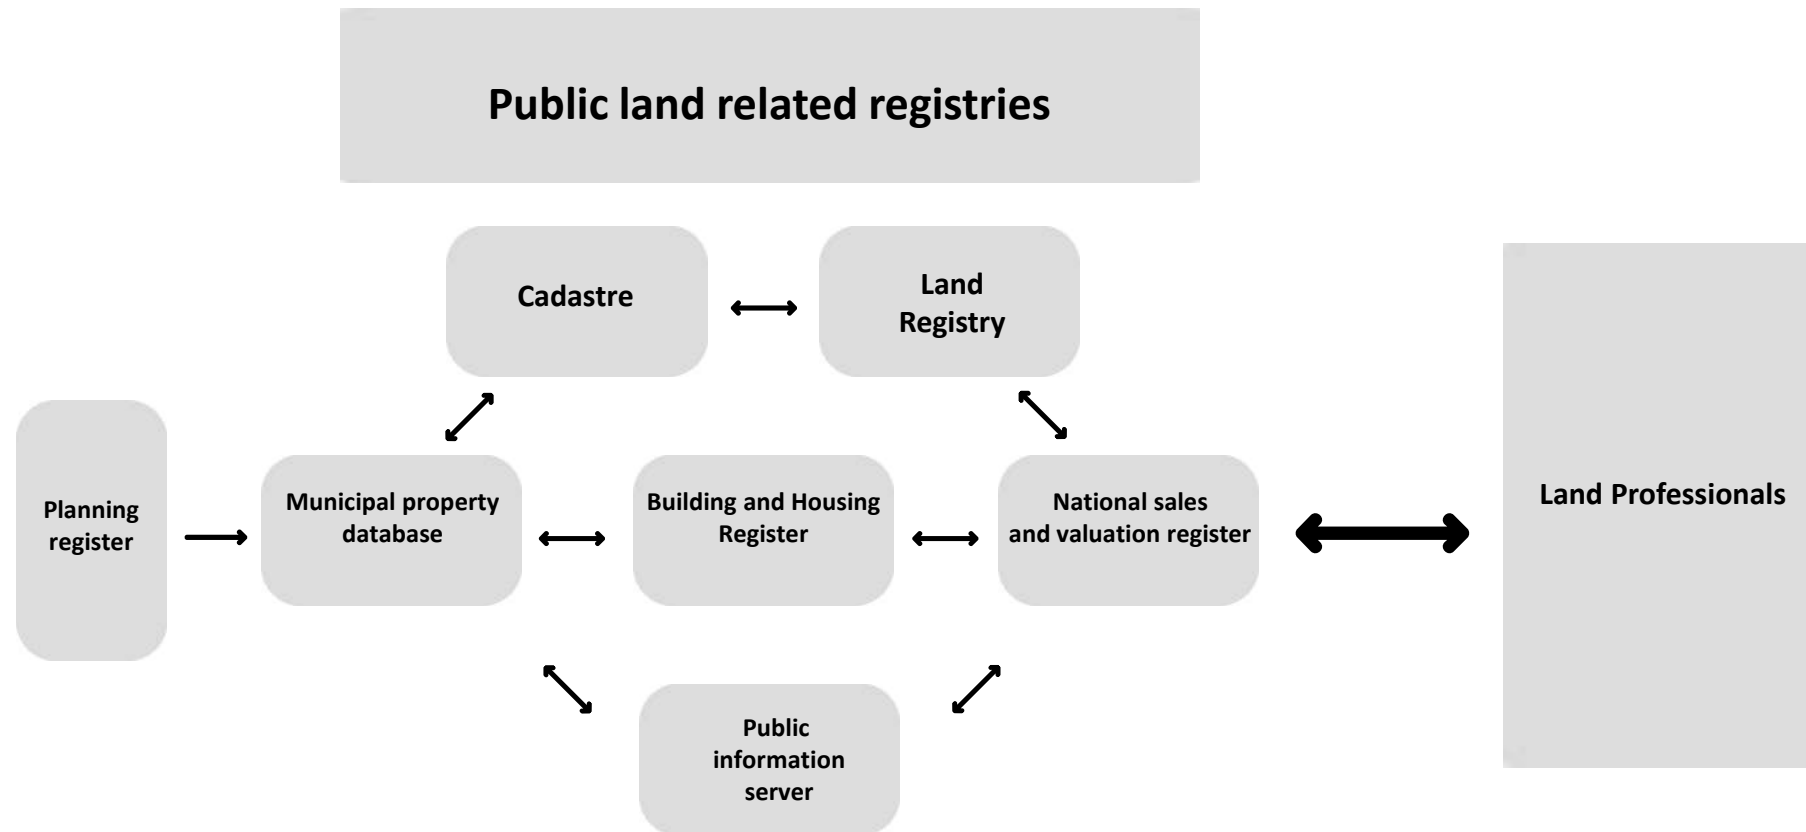 Public land related registries
Cadastre
Land
Registry
Planning
register
Municipal property
database
Building and Housing
Register
National sales
and valuation register
Land Professionals
Public
information
server